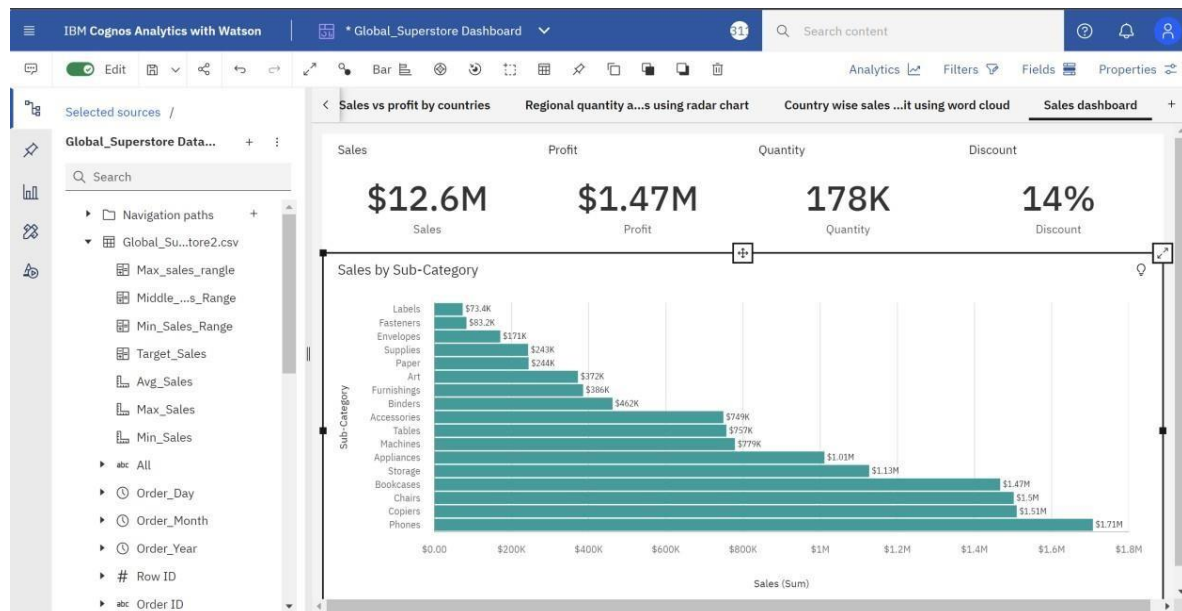 IBM Cognos Analytics with Watson
* Global_Superstore Dashboard
Search content
Edit
Bar
Analytics
Filters
Fields
Properties
Selected sources /
Global_Superstore Data...
Search
Navigation paths
Global_Su...tore2.csv
Max_sales_rangle
Middle_...s_Range
Min_Sales_Range
Target_Sales
Avg_Sales
Max_Sales
Min_Sales
abc All
Order_Day
Order_Month
Order_Year
# Row ID
abc Order ID
Sales vs profit by countries
Regional quantity a...s using radar chart
Country wise sales ...it using word cloud
Sales dashboard
Sales
Profit
Quantity
Discount
$12.6M
$1.47M
178K
14%
Sales
Profit
Quantity
Discount
Sales by Sub-Category
Sub-Category
Labels $73.4K
Fasteners $83.2K
Envelopes $171K
Supplies $243K
Paper $244K
Art $372K
Furnishings $386K
Binders $462K
Accessories $749K
Tables $757K
Machines $779K
Appliances $1.01M
Storage $1.13M
Bookcases $1.47M
Chairs $1.5M
Copiers $1.51M
Phones $1.71M
$0.00 $200K $400K $600K $800K $1M $1.2M $1.4M $1.6M $1.8M
Sales (Sum)